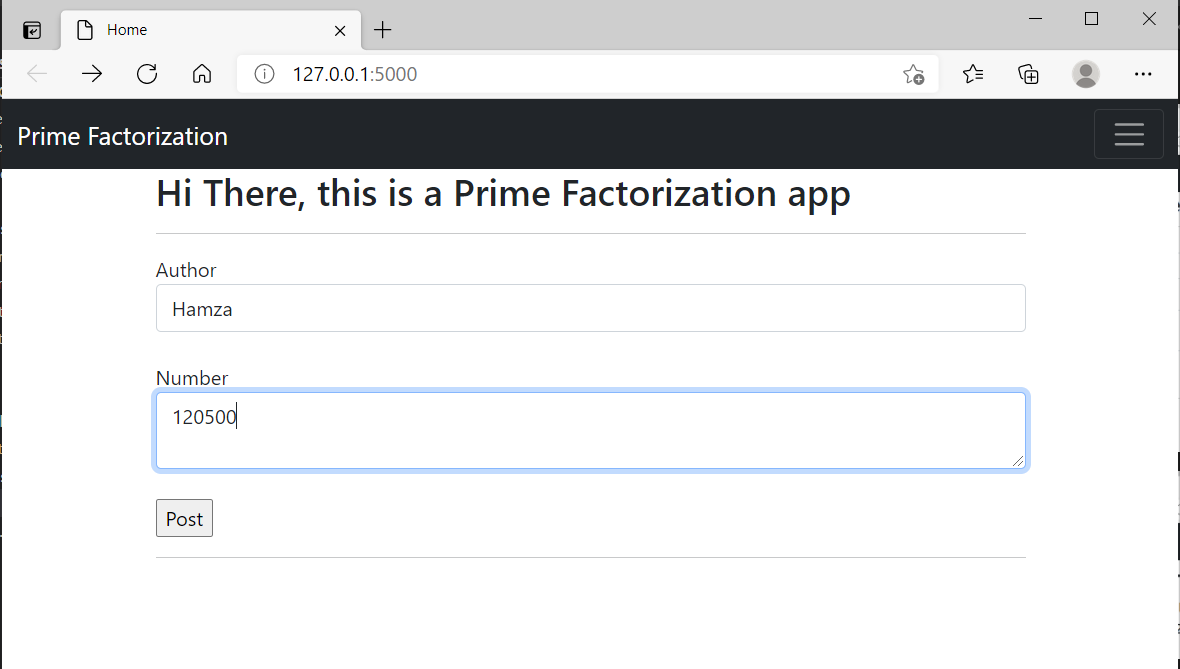 Home
127.0.0.1:5000
Prime Factorization
Hi There, this is a Prime Factorization app
Author
Hamza
Number
120500
Post